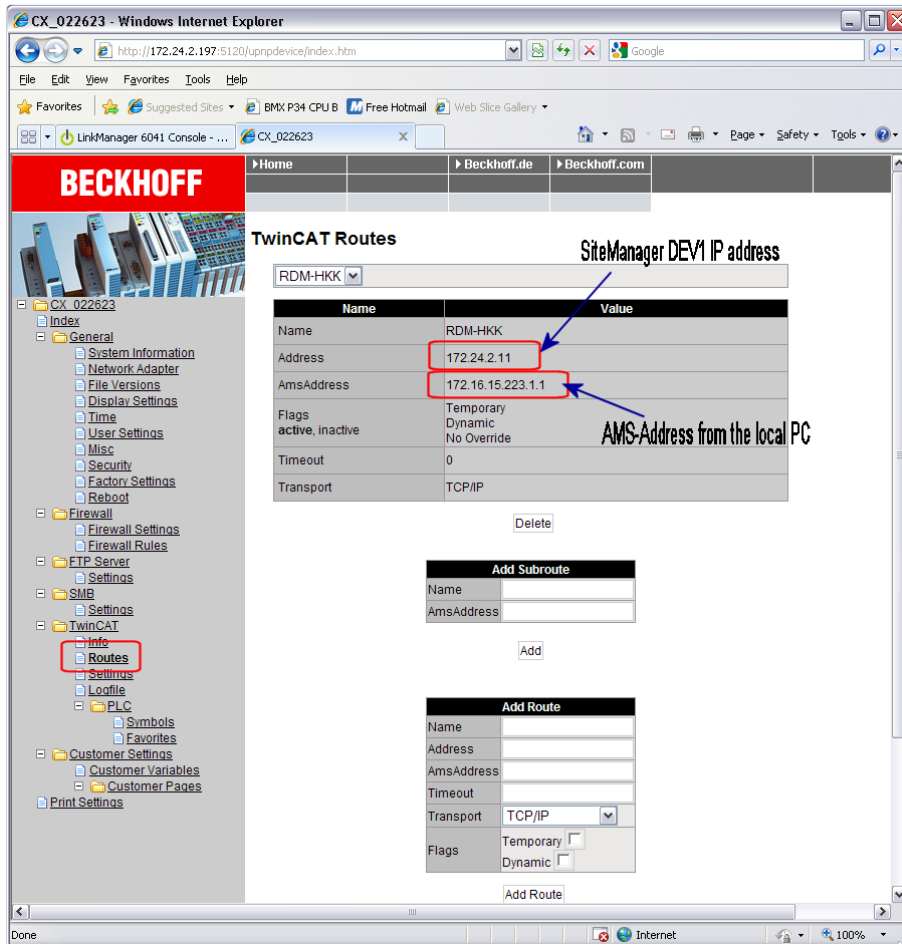 CX_022623 - Windows Internet Explorer
http://172.24.2.197:5120/upnpdevice/index.htm
Google
File Edit View Favorites Tools Help
Favorites Suggested Sites BMX P34 CPU B Free Hotmail Web Slice Gallery
LinkManager 6041 Console - ... CX_022623 Page Safety Tools
BECKHOFF
Home Beckhoff.de Beckhoff.com
CX_022623
Index
General
System Information
Network Adapter
File Versions
Display Settings
Time
User Settings
Misc
Security
Factory Settings
Reboot
Firewall
Firewall Settings
Firewall Rules
FTP Server
Settings
SMB
Settings
TwinCAT
Info
Routes
Settings
Logfile
PLC
Symbols
Favorites
Customer Settings
Customer Variables
Customer Pages
Print Settings
TwinCAT Routes
SiteManager DEV1 IP address
RDM-HKK
Name Value
Name RDM-HKK
Address 172.24.2.11
AmsAddress 172.16.15.223.1.1
Flags
active, inactive
Temporary
Dynamic
No Override
AMS-Address from the local PC
Timeout 0
Transport TCP/IP
Delete
Add Subroute
Name
AmsAddress
Add
Add Route
Name
Address
AmsAddress
Timeout
Transport TCP/IP
Flags
Temporary
Dynamic
Add Route
Done Internet 100%